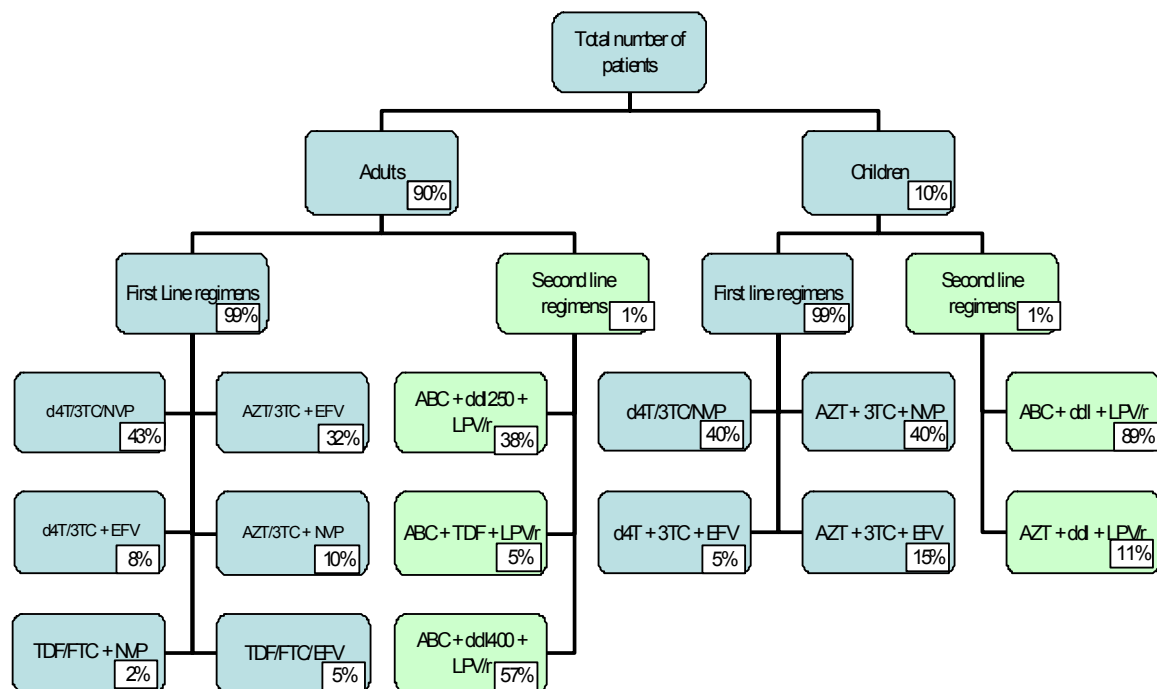 Total number of
patients
Adults
90%
Children
10%
First Line regimens
99%
Second line
regimens
1%
First line regimens
99%
Second line
regimens
1%
d4T/3TC/NVP
43%
AZT/3TC + EFV
32%
ABC + ddI250 +
LPV/r
38%
d4T/3TC/NVP
40%
AZT + 3TC + NVP
40%
ABC + ddI + LPV/r
89%
d4T/3TC + EFV
8%
AZT/3TC + NVP
10%
ABC + TDF + LPV/r
5%
d4T + 3TC + EFV
5%
AZT + 3TC + EFV
15%
AZT + ddI + LPV/r
11%
TDF/FTC + NVP
2%
TDF/FTC/EFV
5%
ABC + ddI400 +
LPV/r
57%